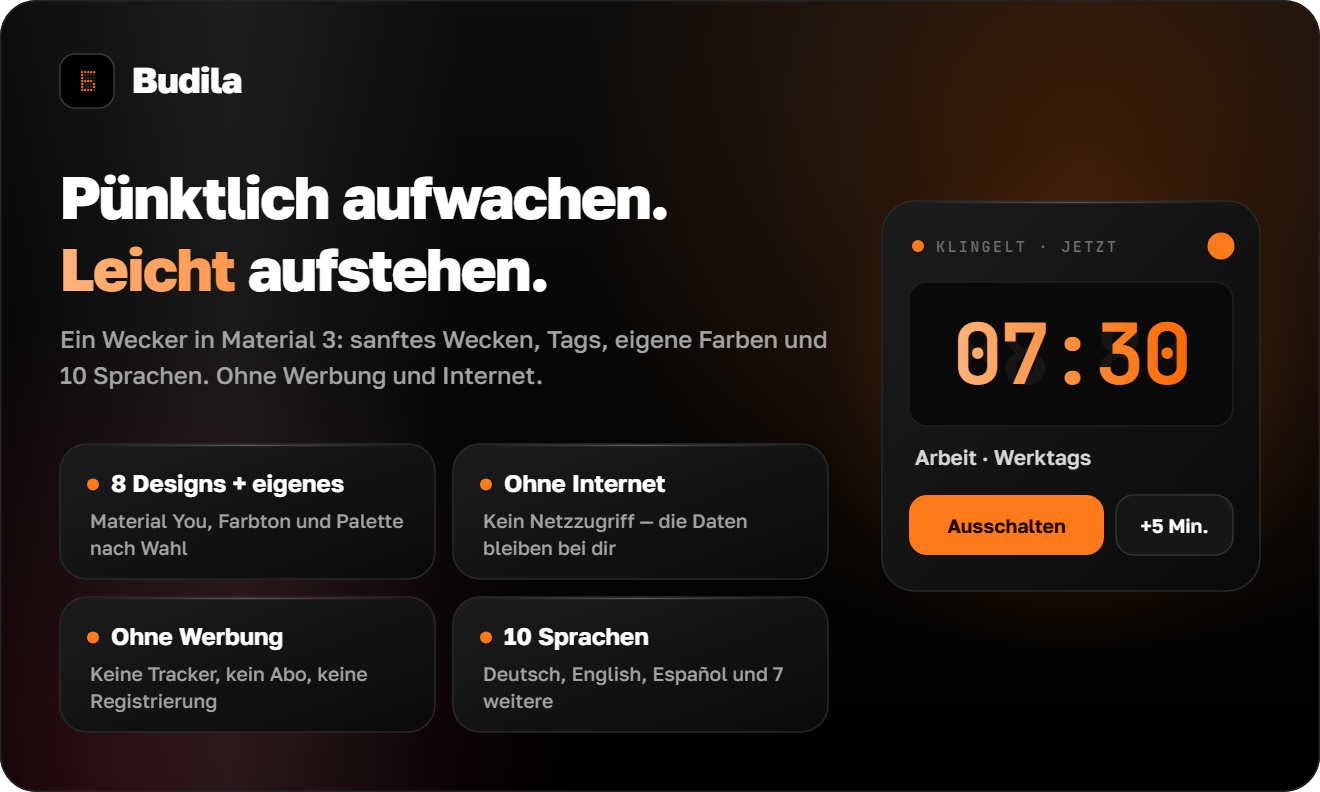 Budila
Pünktlich aufwachen.
Leicht aufstehen.
Ein Wecker in Material 3: sanftes Wecken, Tags, eigene Farben und
10 Sprachen. Ohne Werbung und Internet.
8 Designs + eigenes
Material You, Farbton und Palette
nach Wahl
Ohne Internet
Kein Netzzugriff — die Daten
bleiben bei dir
Ohne Werbung
Keine Tracker, kein Abo, keine
Registrierung
10 Sprachen
Deutsch, English, Español und 7
weitere
KLINGELT · JETZT
07:30
Arbeit · Werktags
Ausschalten
+5 Min.